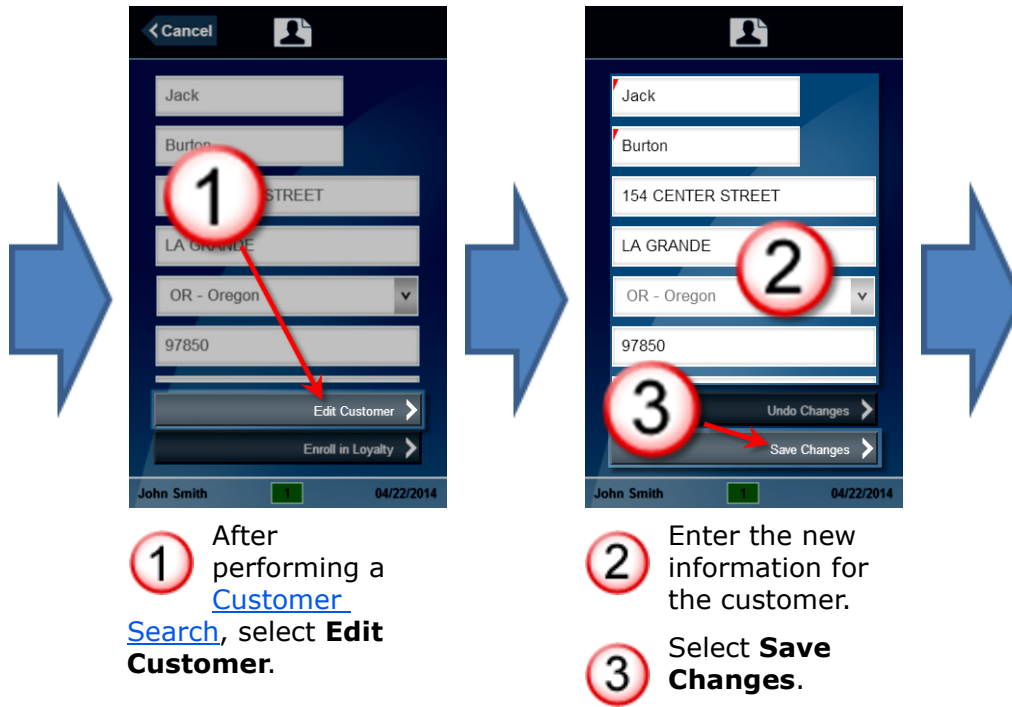 Cancel
Jack
Burton
1
STREET
LA GRANDE
OR - Oregon
97850
Edit Customer
Enroll in Loyalty
John Smith 1 04/22/2014
Jack
Burton
154 CENTER STREET
LA GRANDE
2
OR - Oregon
97850
3
Undo Changes
Save Changes
John Smith 1 04/22/2014
1 After
performing a
Customer
Search, select Edit
Customer.
2 Enter the new
information for
the customer.
3 Select Save
Changes.